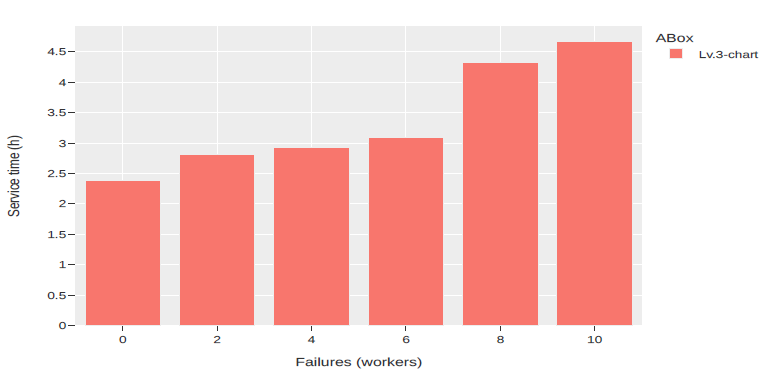 ABox
Lv.3-chart
Service time (h)
4.5
4
3.5
3
2.5
2
1.5
1
0.5
0
0 2 4 6 8 10
Failures (workers)